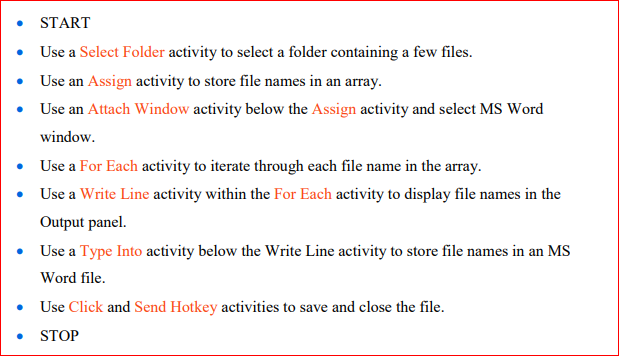 • START
• Use a Select Folder activity to select a folder containing a few files.
• Use an Assign activity to store file names in an array.
• Use an Attach Window activity below the Assign activity and select MS Word
window.
• Use a For Each activity to iterate through each file name in the array.
• Use a Write Line activity within the For Each activity to display file names in the
Output panel.
• Use a Type Into activity below the Write Line activity to store file names in an MS
Word file.
• Use Click and Send Hotkey activities to save and close the file.
• STOP